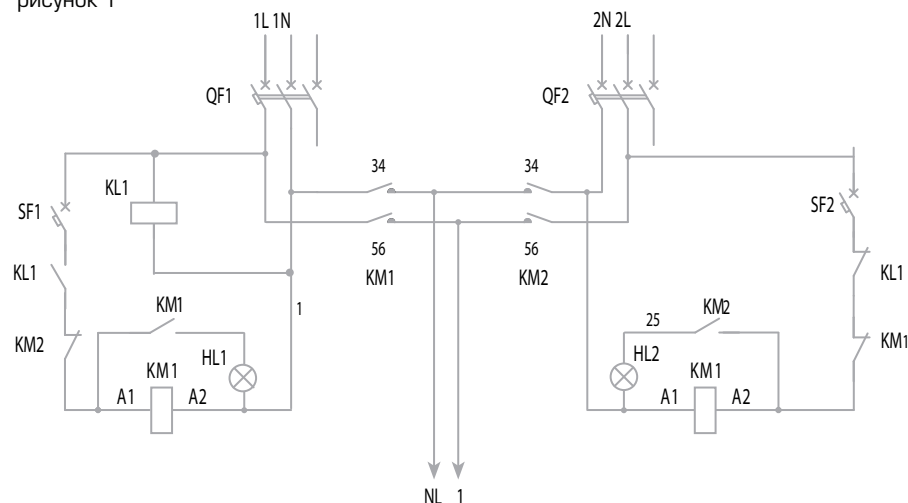 рисунок 1
1L 1N
2N 2L
QF1
QF2
34
34
KL1
SF1
SF2
56
56
KM1
KM2
KL1
KL1
1
KM1
25
KM2
KM2
KM1
HL1
HL2
KM1
KM1
A1
A2
A1
A2
NL 1